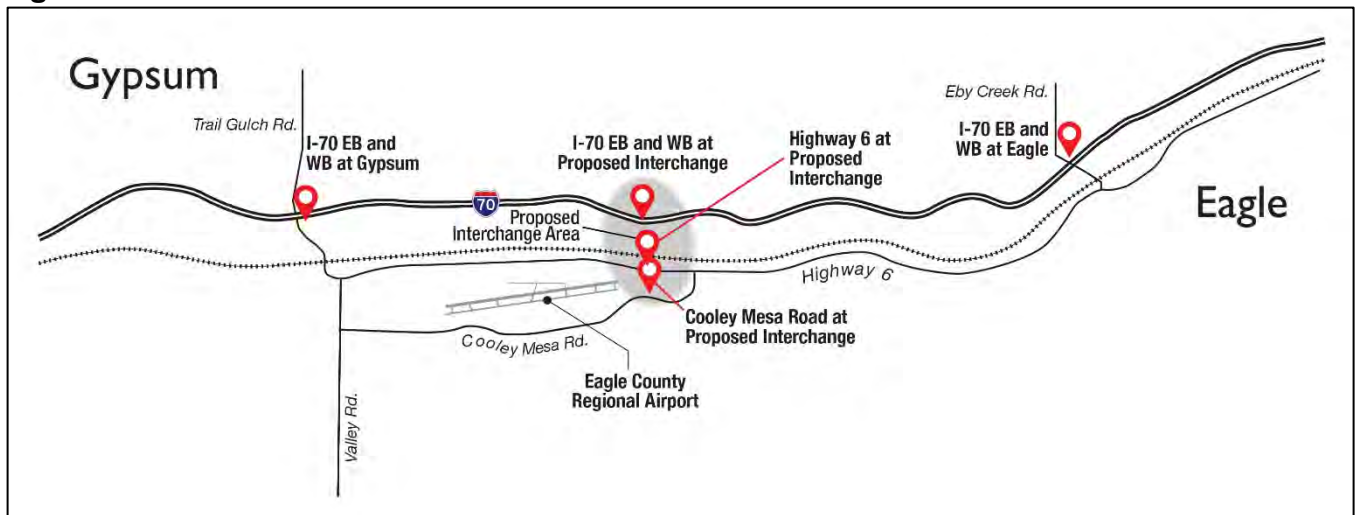 Gypsum
Trail Gulch Rd.
I-70 EB and
WB at Gypsum
I-70 EB and WB at
Proposed Interchange
Highway 6 at
Proposed
Interchange
Eby Creek Rd.
I-70 EB and
WB at Eagle
Eagle
70
Proposed
Interchange Area
Highway 6
Cooley Mesa Rd.
Cooley Mesa Road at
Proposed Interchange
Eagle County
Regional Airport
Valley Rd.